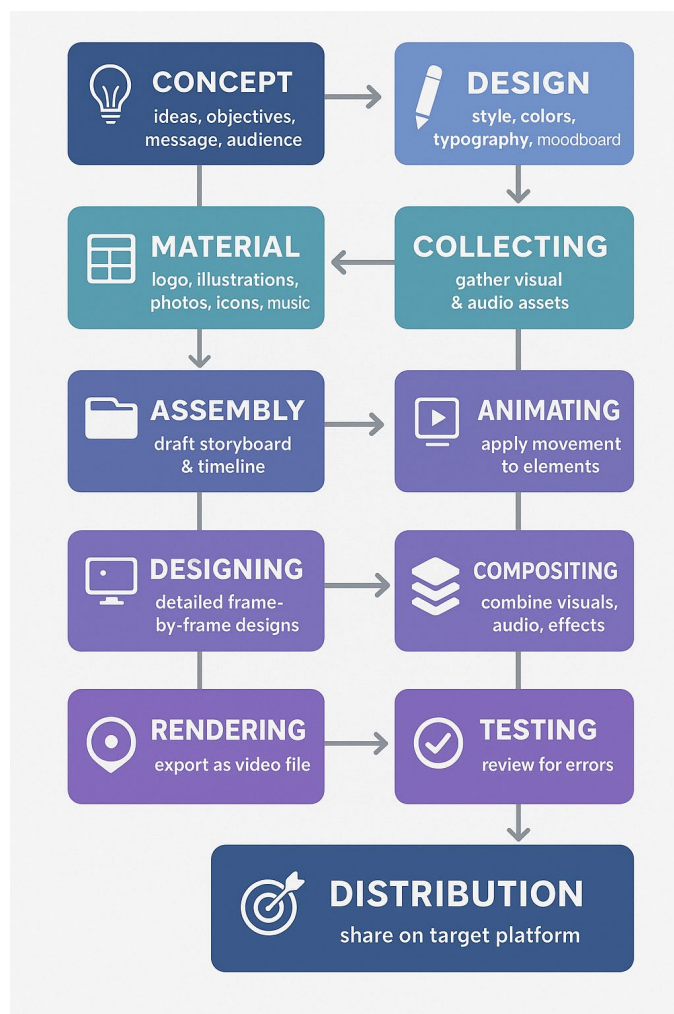 CONCEPT
ideas, objectives,
message, audience
DESIGN
style, colors,
typography, moodboard
MATERIAL
logo, illustrations,
photos, icons, music
COLLECTING
gather visual
& audio assets
ASSEMBLY
draft storyboard
& timeline
ANIMATING
apply movement
to elements
DESIGNING
detailed frame-
by-frame designs
COMPOSITING
combine visuals,
audio, effects
RENDERING
export as video file
TESTING
review for errors
DISTRIBUTION
share on target platform